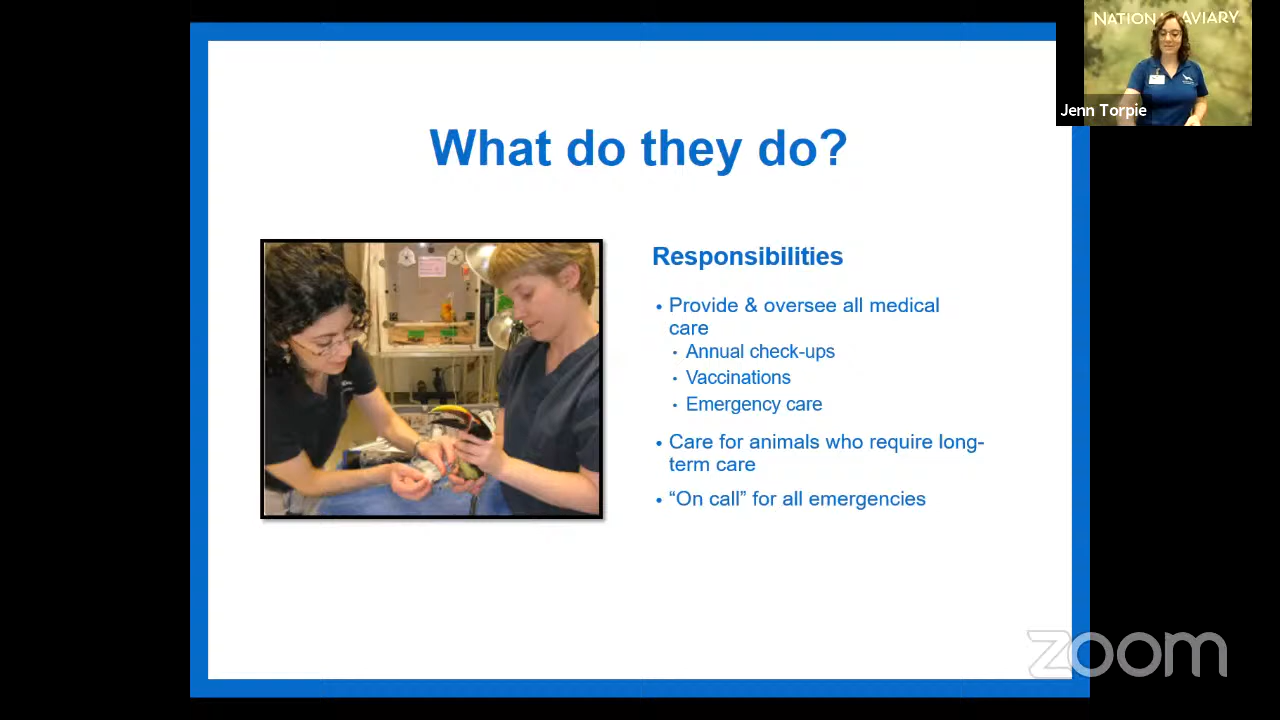 NATION AVIARY
Jenn Torpie
What do they do?
Responsibilities
• Provide & oversee all medical
care
• Annual check-ups
• Vaccinations
• Emergency care
• Care for animals who require long-
term care
• “On call” for all emergencies
zoom